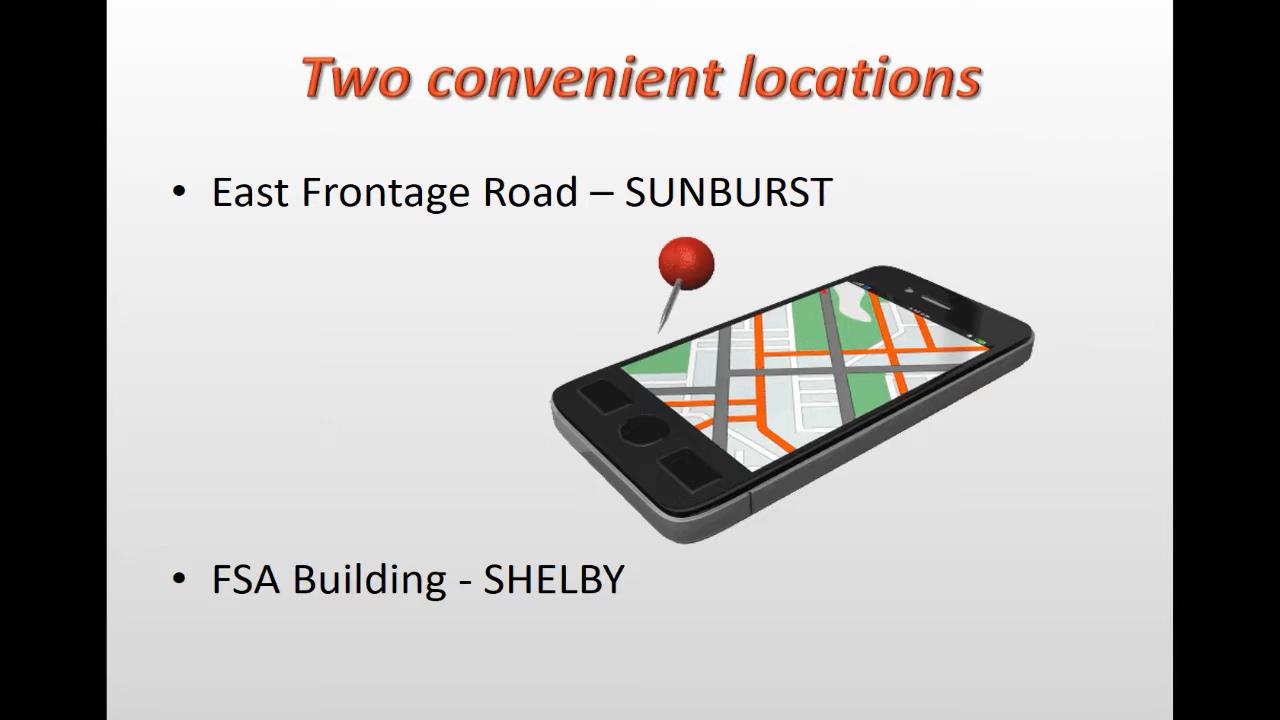 Two convenient locations
• East Frontage Road – SUNBURST
• FSA Building - SHELBY